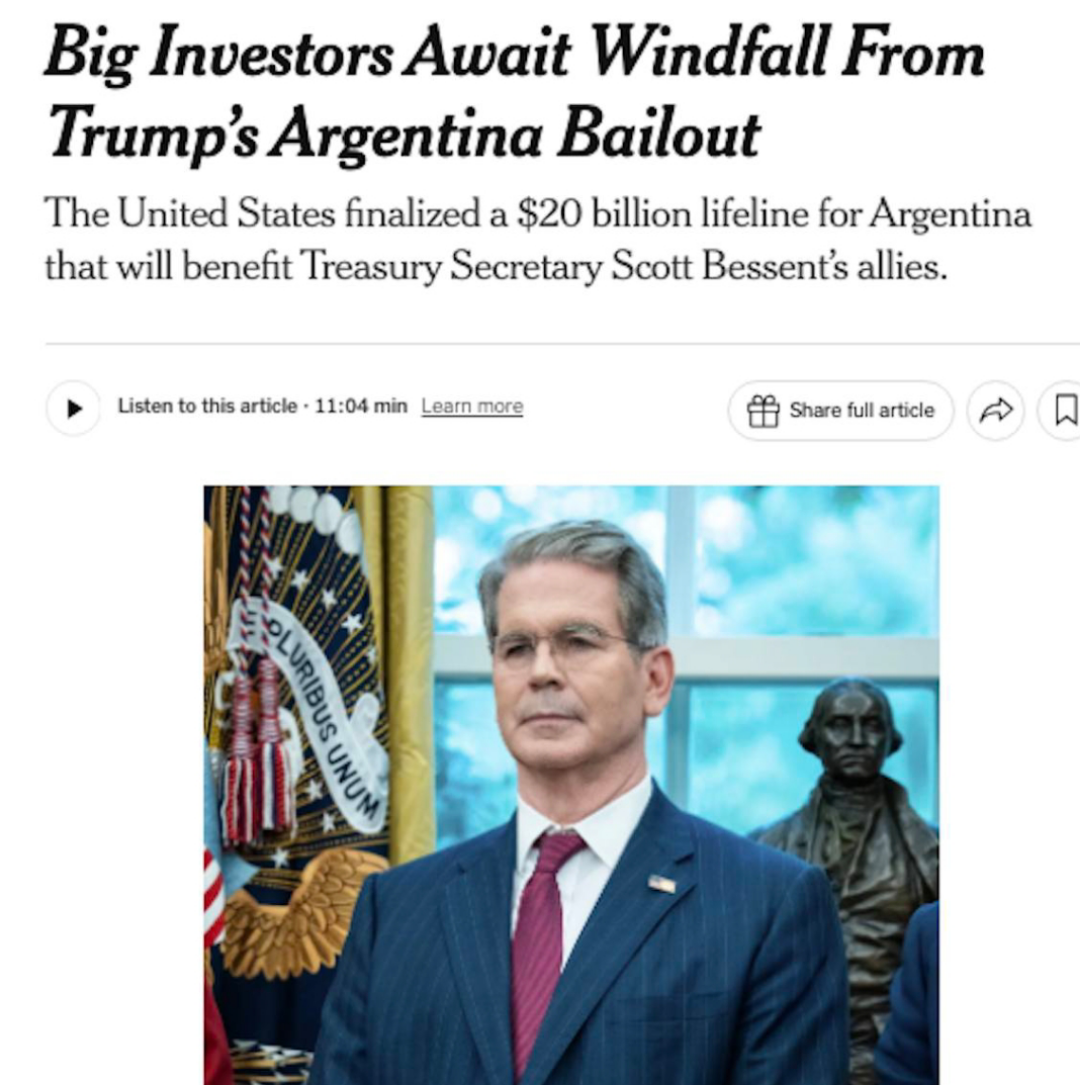 Big Investors Await Windfall From
Trump’s Argentina Bailout
The United States finalized a $20 billion lifeline for Argentina
that will benefit Treasury Secretary Scott Bessent’s allies.
Listen to this article · 11:04 min Learn more
Share full article
PLURIBUS UNUM